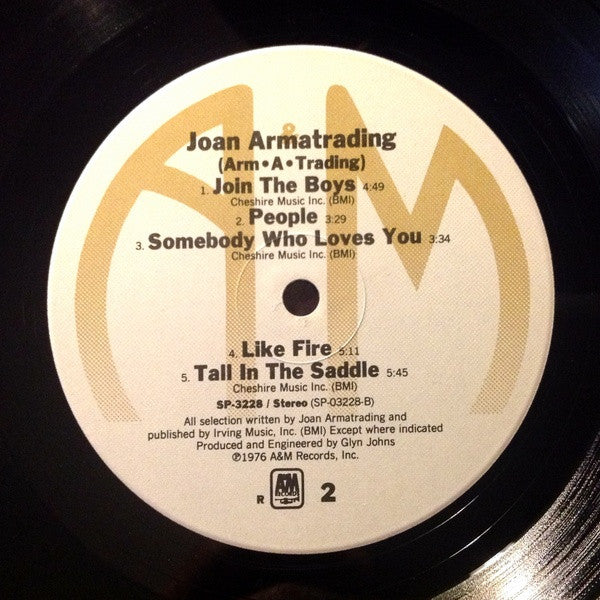 A&M
Joan Armatrading
(Arm•A•Trading)
1. Join The Boys 4:49
Cheshire Music Inc. (BMI)
2. People 3:29
3. Somebody Who Loves You 3:34
Cheshire Music Inc. (BMI)
4. Like Fire 5:11
5. Tall In The Saddle 5:45
Cheshire Music Inc. (BMI)
SP-3228 / Stereo (SP-03228-B)
All selection written by Joan Armatrading and
published by Irving Music, Inc. (BMI) Except where indicated
Produced and Engineered by Glyn Johns
℗1976 A&M Records, Inc.
R A&M RECORDS 2